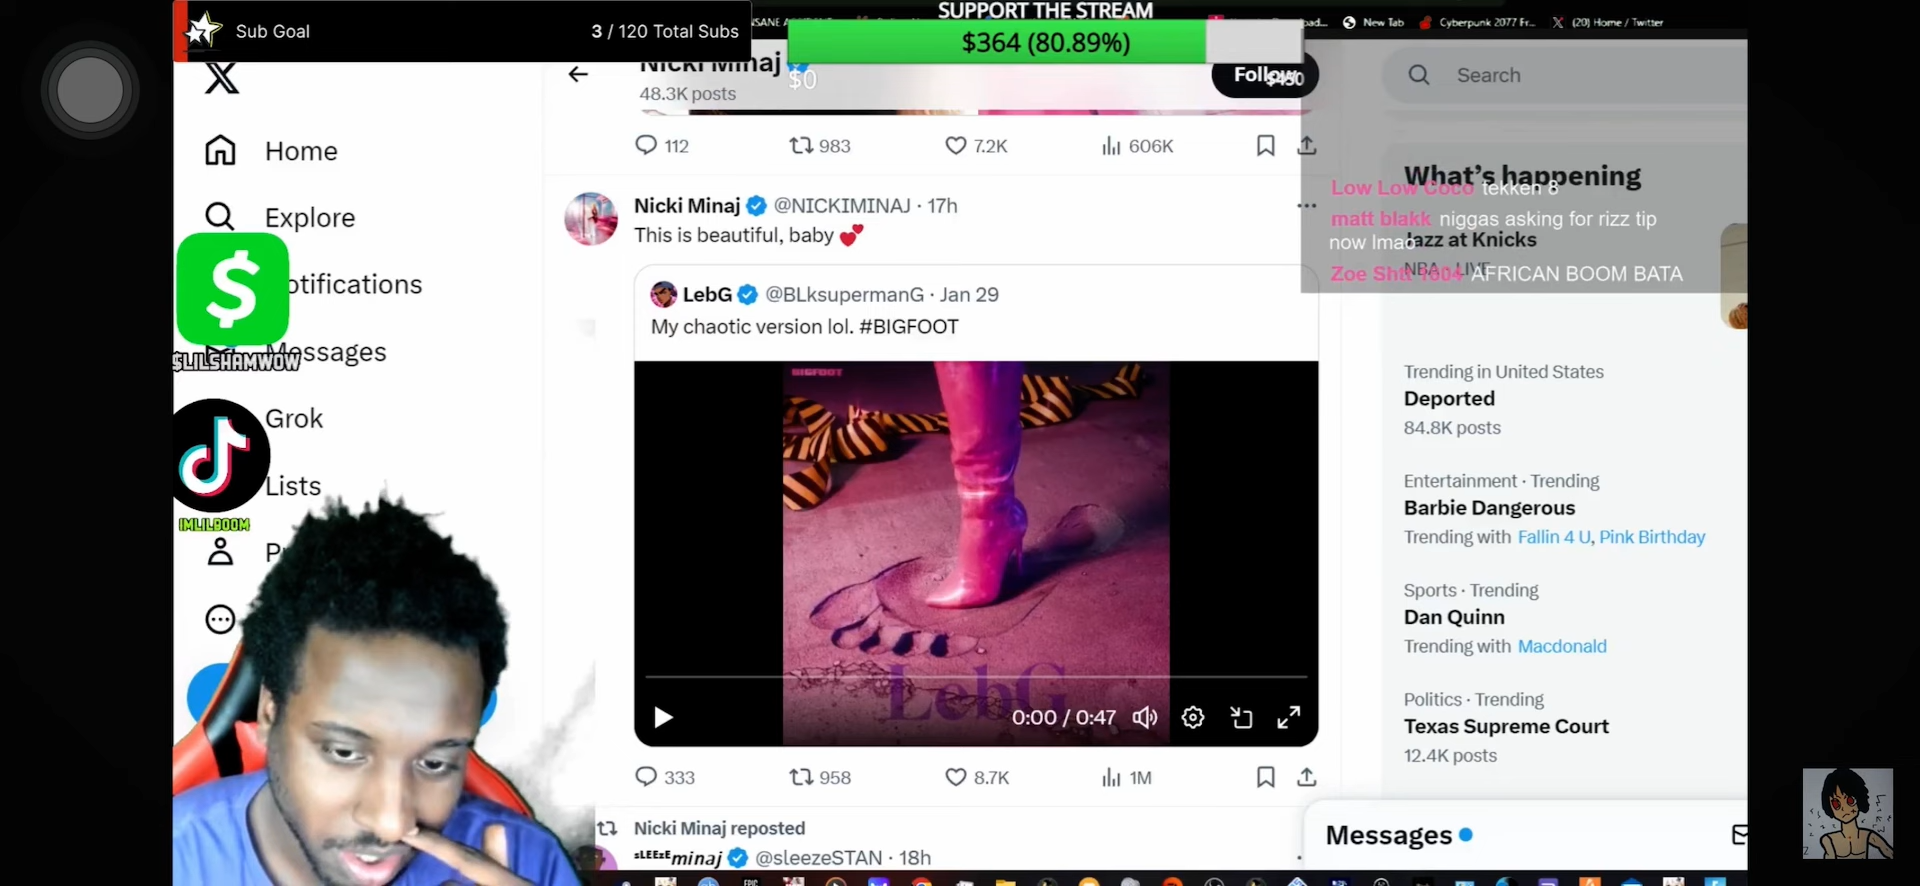 Sub Goal
3 / 120 Total Subs
SUPPORT THE STREAM
$364 (80.89%)
$0
$450
New Tab
Cyberpunk 2077 Fr...
(20) Home / Twitter
Home
Explore
Notifications
$LILSHAMWOW
Messages
Grok
Lists
IMLILBOOM
Nicki Minaj
48.3K posts
Follow
112
983
7.2K
606K
Nicki Minaj @NICKIMINAJ · 17h
This is beautiful, baby 💕
LebG @BLksupermanG · Jan 29
My chaotic version lol. #BIGFOOT
BIGFOOT
LebG
0:00 / 0:47
333
958
8.7K
1M
Nicki Minaj reposted
sLEEzEminaj @sleezeSTAN · 18h
Search
What's happening
Low Low Coco tekken 8
matt blakk niggas asking for rizz tip
now lmao
Jazz at Knicks
NBA · LIVE
Zoe Shit 1804 AFRICAN BOOM BATA
Trending in United States
Deported
84.8K posts
Entertainment · Trending
Barbie Dangerous
Trending with Fallin 4 U, Pink Birthday
Sports · Trending
Dan Quinn
Trending with Macdonald
Politics · Trending
Texas Supreme Court
12.4K posts
Messages